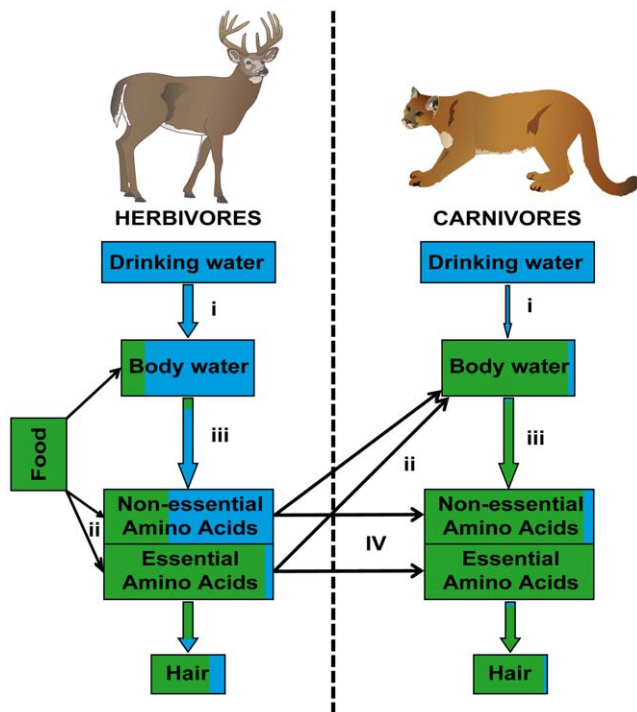 HERBIVORES
CARNIVORES
Drinking water
Drinking water
i
i
Body water
Body water
Food
iii
ii
iii
ii
Non-essential
Amino Acids
Non-essential
Amino Acids
IV
Essential
Amino Acids
Essential
Amino Acids
Hair
Hair